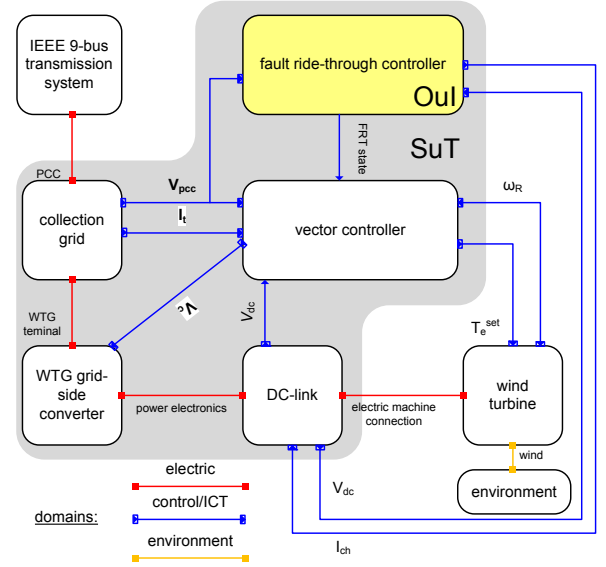 IEEE 9-bus
transmission
system
fault ride-through controller
OuI
FRT state
SuT
PCC
V_pcc
I_t
ω_R
collection
grid
vector controller
V_c
V_dc
T_e^set
WTG
teminal
WTG grid-
side
converter
power electronics
DC-link
electric machine
connection
wind
turbine
wind
environment
V_dc
I_ch
domains:
electric
control/ICT
environment